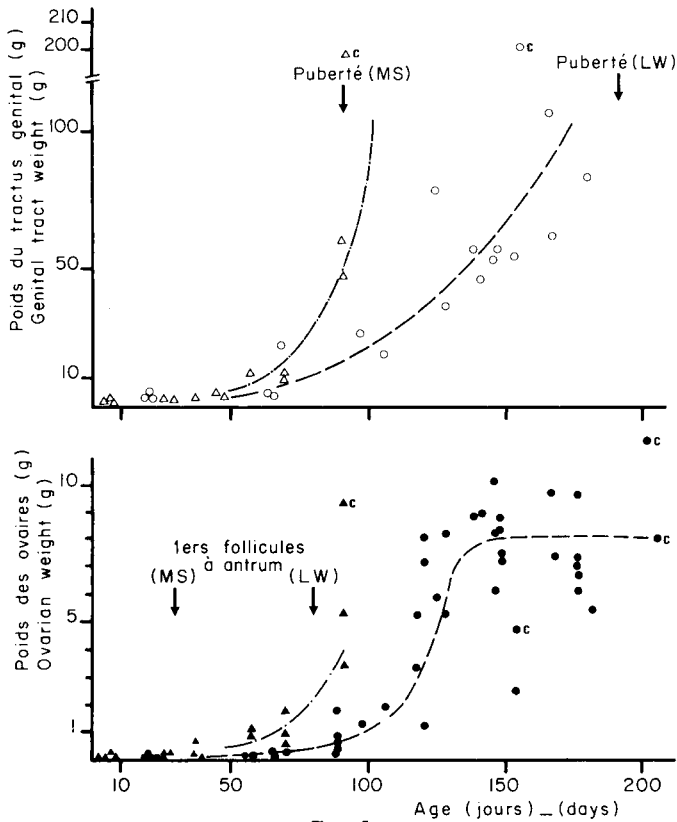 Poids du tractus genital (g)
Genital tract weight (g)
210
200
100
50
10
c
Puberté (MS)
c
Puberté (LW)
Poids des ovaires (g)
Ovarian weight (g)
10
5
1
1ers follicules
à antrum
(MS)
(LW)
c
c
c
c
10
50
100
150
200
Age (jours) _ (days)